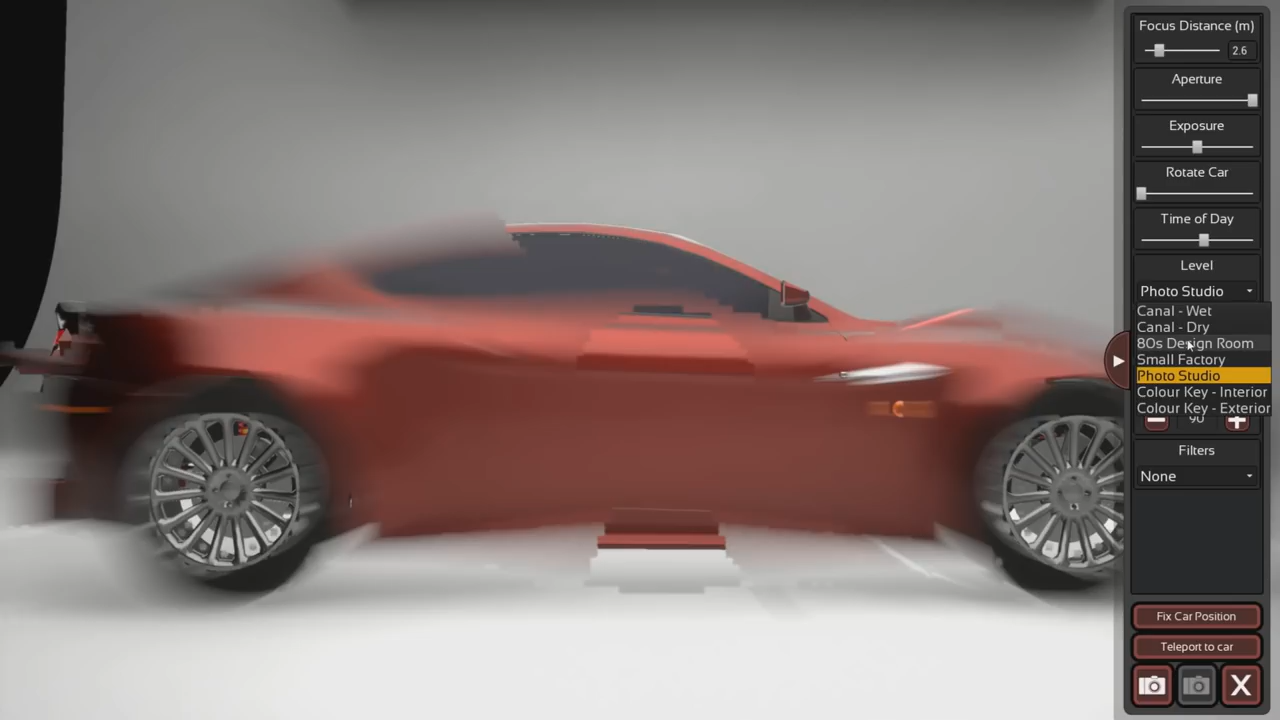 Focus Distance (m)
2.6
Aperture
Exposure
Rotate Car
Time of Day
Level
Photo Studio
Canal - Wet
Canal - Dry
80s Design Room
Small Factory
Photo Studio
Colour Key - Interior
Colour Key - Exterior
90
Filters
None
Fix Car Position
Teleport to car
X